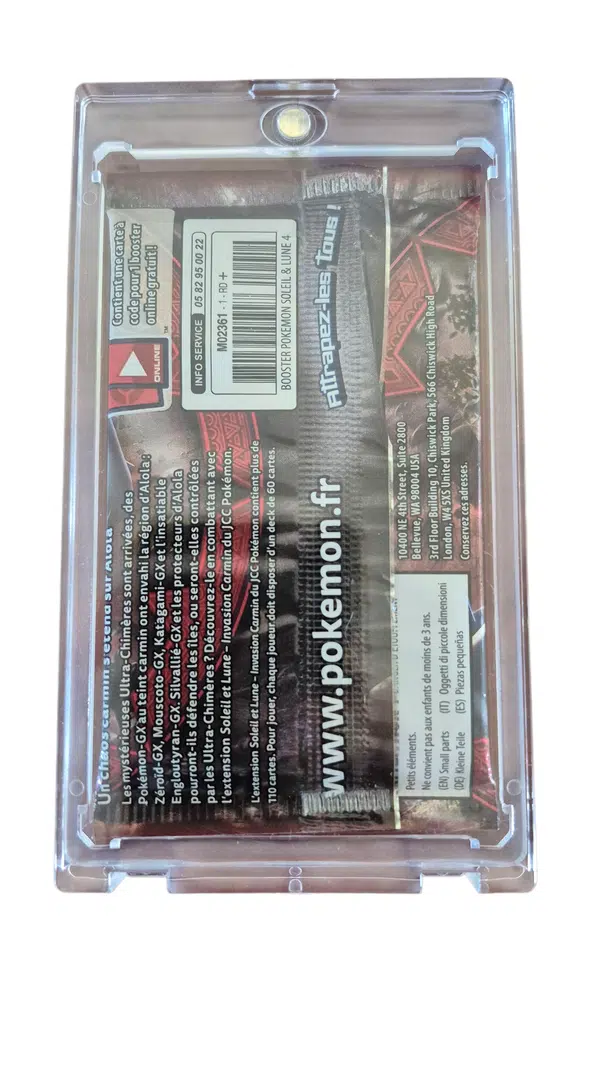 Un chaos carmin s'étend sur Alola
Les mystérieuses Ultra-Chimères sont arrivées, des
Pokémon-GX au teint carmin ont envahi la région d'Alola :
Zéroïd-GX, Mouscoto-GX, Katagami-GX et l'insatiable
Engloutyran-GX, Silvallié-GX et les protecteurs d'Alola
pourront-ils défendre les îles, ou seront-elles contrôlées
par les Ultra-Chimères ? Découvrez-le en combattant avec
l'extension Soleil et Lune – Invasion Carmin du JCC Pokémon.
L'extension Soleil et Lune – Invasion Carmin du JCC Pokémon contient plus de
110 cartes. Pour jouer, chaque joueur doit disposer d'un deck de 60 cartes.
Contient une carte à
code pour 1 booster
online gratuit !
ONLINE
™
INFO SERVICE 05 82 95 00 22
M02361 - 1 - RD +
BOOSTER POKEMON SOLEIL & LUNE 4
www.pokemon.fr
Attrapez-les Tous !
10400 NE 4th Street, Suite 2800
Bellevue, WA 98004 USA
3rd Floor Building 10, Chiswick Park, 566 Chiswick High Road
London, W4 5XS United Kingdom
Conservez ces adresses.
Petits éléments.
Ne convient pas aux enfants de moins de 3 ans.
(EN) Small parts (IT) Oggetti di piccole dimensioni
(DE) Kleine Teile (ES) Piezas pequeñas